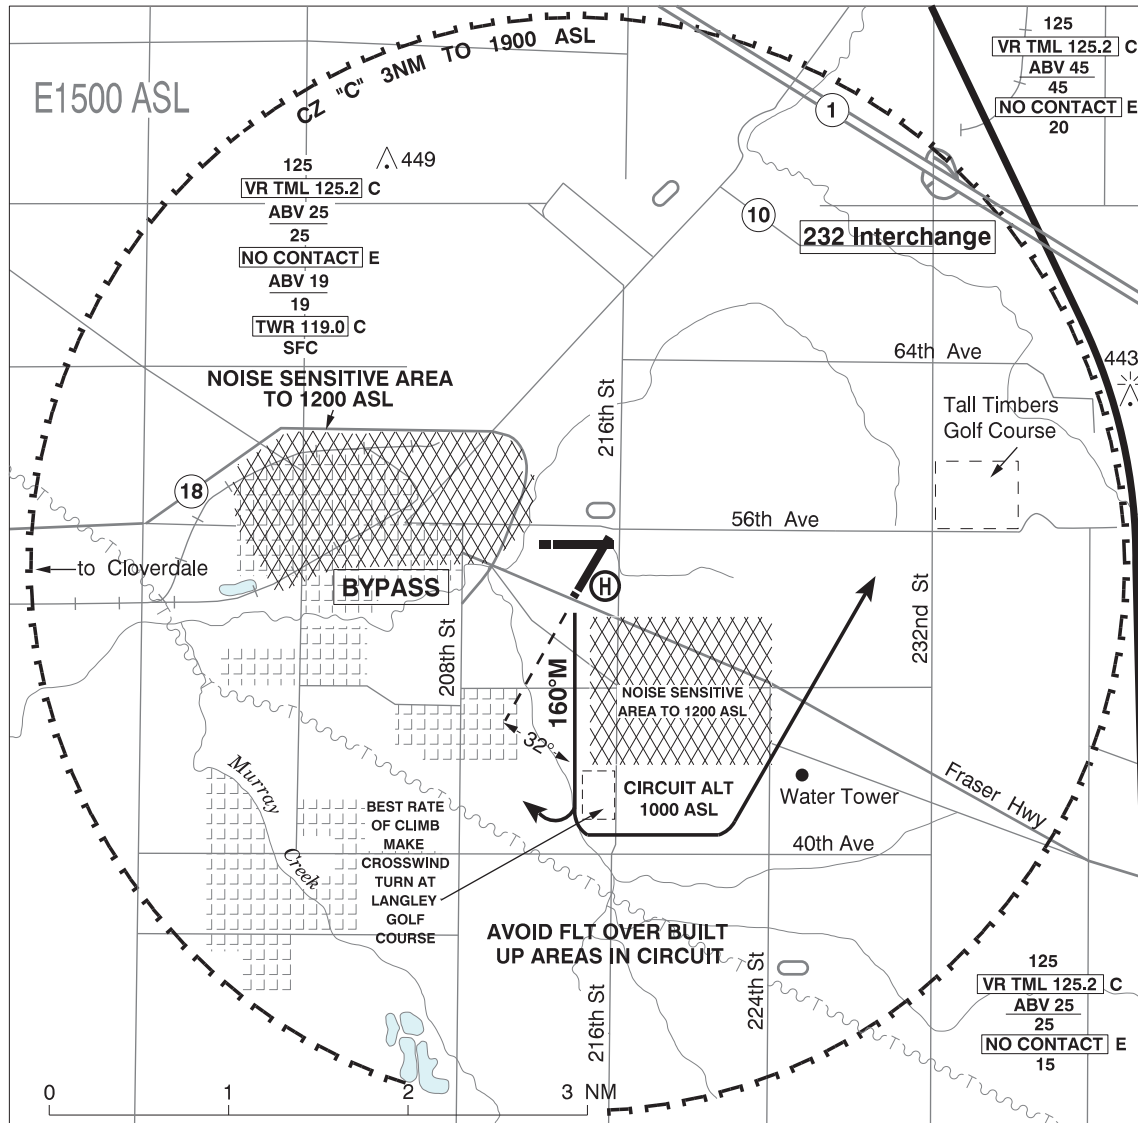 CZ "C" 3NM TO 1900 ASL
E1500 ASL
1
125
VR TML 125.2 C
ABV 45
45
NO CONTACT E
20
449
125
VR TML 125.2 C
ABV 25
25
NO CONTACT E
ABV 19
19
TWR 119.0 C
SFC
10
232 Interchange
64th Ave
443
NOISE SENSITIVE AREA
TO 1200 ASL
216th St
Tall Timbers
Golf Course
18
56th Ave
to Cloverdale
BYPASS
H
208th St
232nd St
160°M
NOISE SENSITIVE
AREA TO 1200 ASL
32°
Murray
Creek
CIRCUIT ALT
1000 ASL
Water Tower
Fraser Hwy
40th Ave
BEST RATE
OF CLIMB
MAKE
CROSSWIND
TURN AT
LANGLEY
GOLF
COURSE
AVOID FLT OVER BUILT
UP AREAS IN CIRCUIT
216th St
224th St
125
VR TML 125.2 C
ABV 25
25
NO CONTACT E
15
0 1 2 3 NM